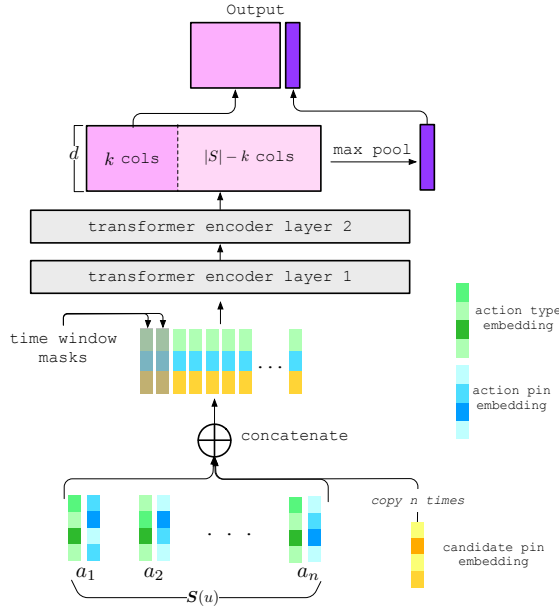 Output
d
k cols
|S| − k cols
max pool
transformer encoder layer 2
transformer encoder layer 1
time window
masks
...
action type
embedding
action pin
embedding
concatenate
copy n times
. . .
candidate pin
embedding
a₁
a₂
aₙ
S(u)